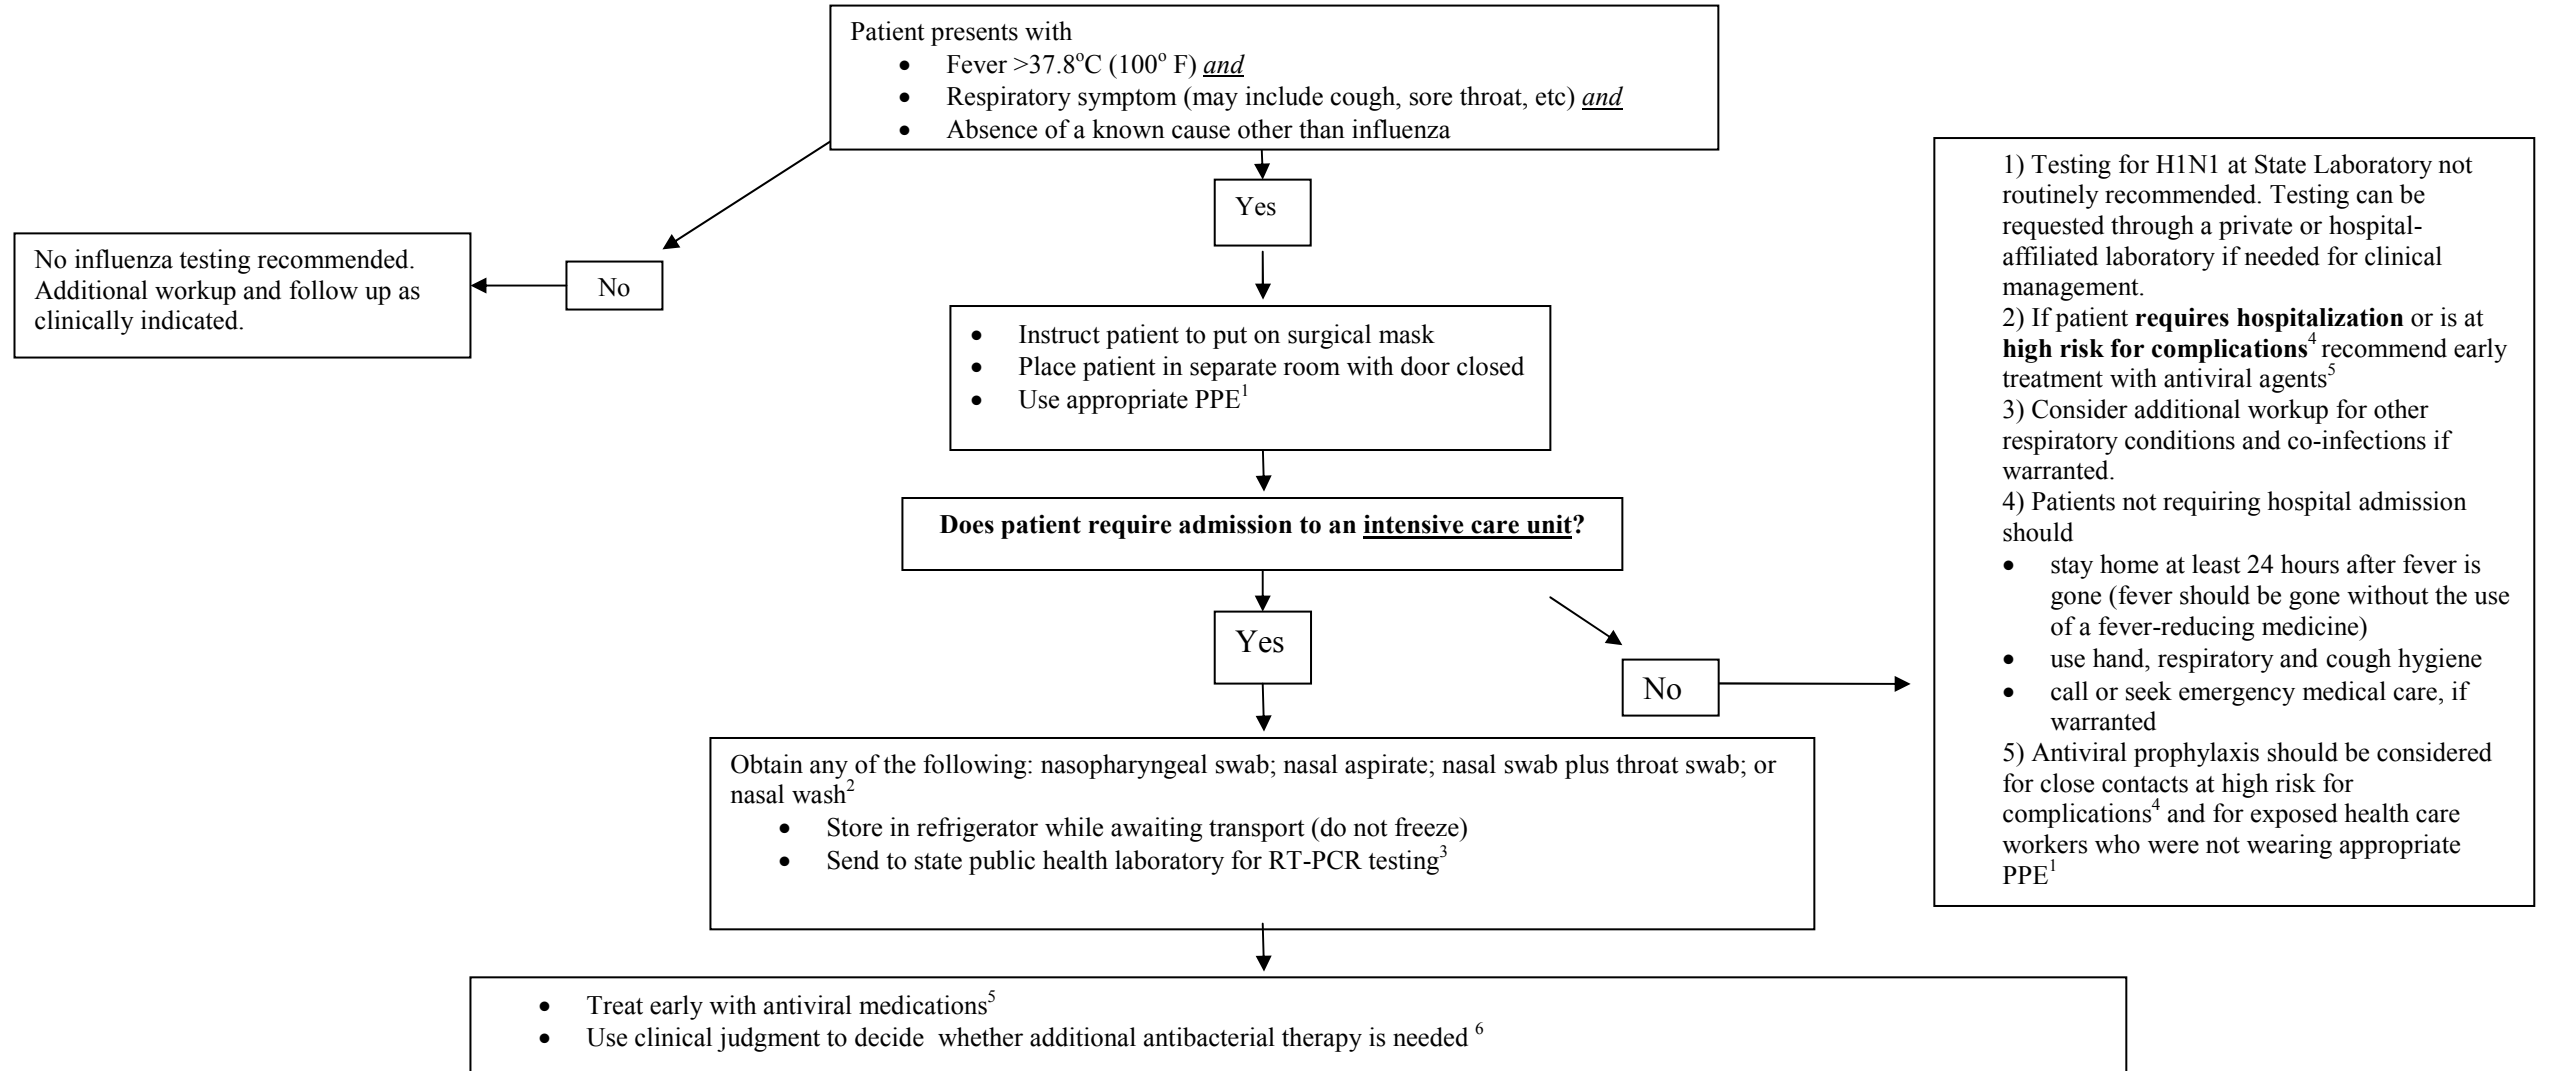 Patient presents with
• Fever >37.8oC (100o F) and
• Respiratory symptom (may include cough, sore throat, etc) and
• Absence of a known cause other than influenza
Yes
No
No influenza testing recommended.
Additional workup and follow up as
clinically indicated.
• Instruct patient to put on surgical mask
• Place patient in separate room with door closed
• Use appropriate PPE1
Does patient require admission to an intensive care unit?
Yes
No
1) Testing for H1N1 at State Laboratory not
routinely recommended. Testing can be
requested through a private or hospital-
affiliated laboratory if needed for clinical
management.
2) If patient requires hospitalization or is at
high risk for complications4 recommend early
treatment with antiviral agents5
3) Consider additional workup for other
respiratory conditions and co-infections if
warranted.
4) Patients not requiring hospital admission
should
• stay home at least 24 hours after fever is
gone (fever should be gone without the use
of a fever-reducing medicine)
• use hand, respiratory and cough hygiene
• call or seek emergency medical care, if
warranted
5) Antiviral prophylaxis should be considered
for close contacts at high risk for
complications4 and for exposed health care
workers who were not wearing appropriate
PPE1
Obtain any of the following: nasopharyngeal swab; nasal aspirate; nasal swab plus throat swab; or
nasal wash2
• Store in refrigerator while awaiting transport (do not freeze)
• Send to state public health laboratory for RT-PCR testing3
• Treat early with antiviral medications5
• Use clinical judgment to decide whether additional antibacterial therapy is needed 6